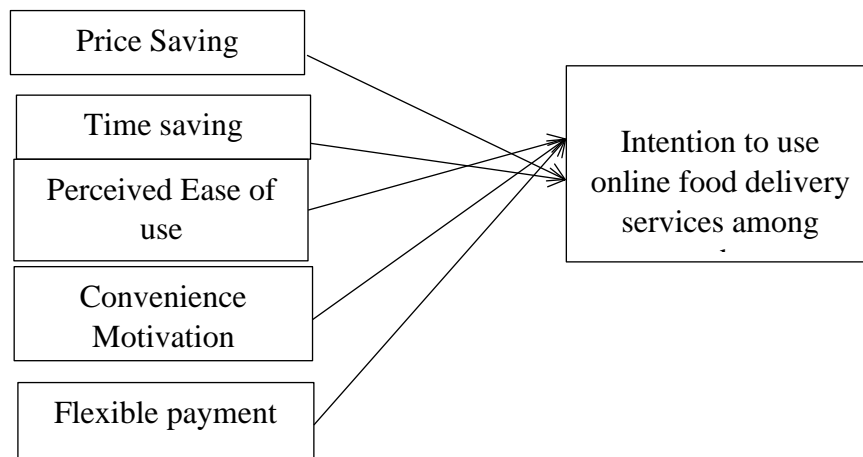 Price Saving
Time saving
Perceived Ease of
use
Convenience
Motivation
Flexible payment
Intention to use
online food delivery
services among